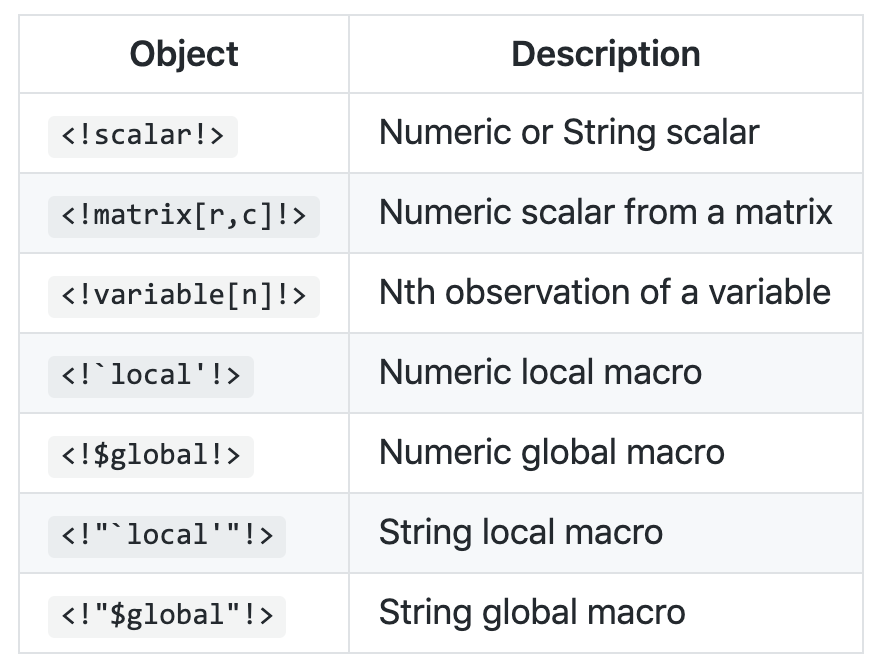 Object Description
<!scalar!> Numeric or String scalar
<!matrix[r,c]!> Numeric scalar from a matrix
<!variable[n]!> Nth observation of a variable
<!`local'!> Numeric local macro
<!$global!> Numeric global macro
<!"`local'"!> String local macro
<!"$global"!> String global macro